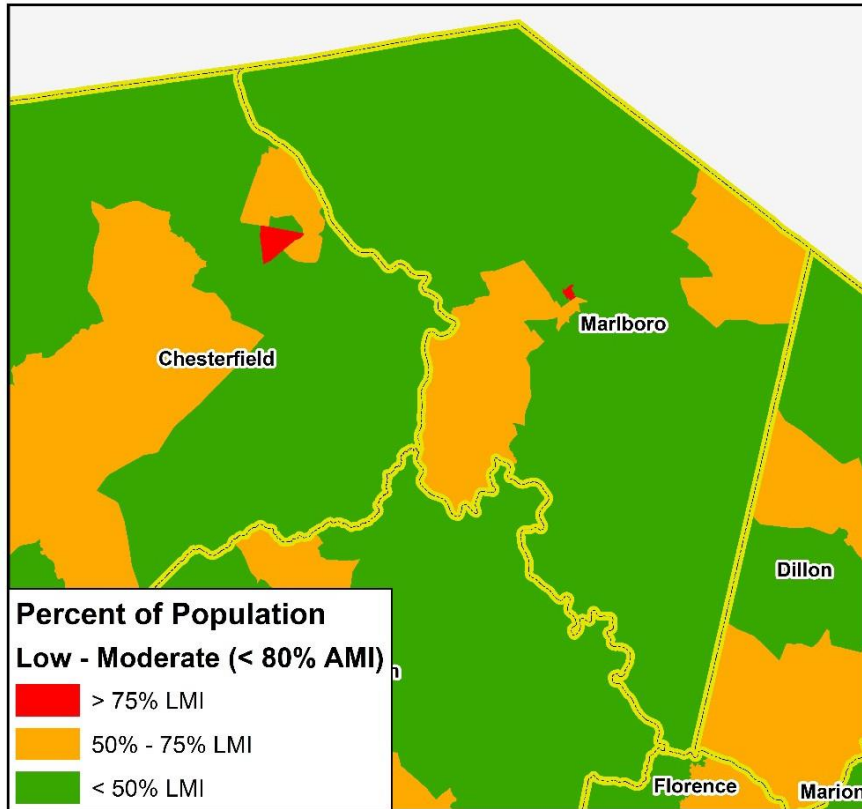 Chesterfield
Marlboro
Dillon
Florence
Marion
Percent of Population
Low - Moderate (< 80% AMI)
> 75% LMI
50% - 75% LMI
< 50% LMI